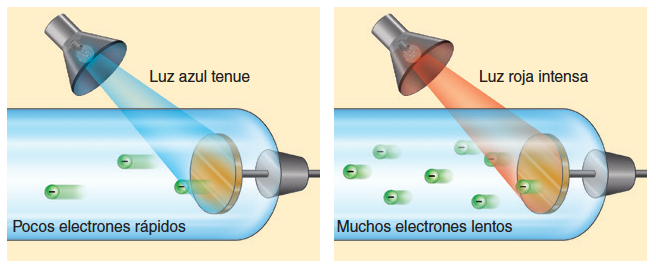 Luz azul tenue
Pocos electrones rápidos
Luz roja intensa
Muchos electrones lentos